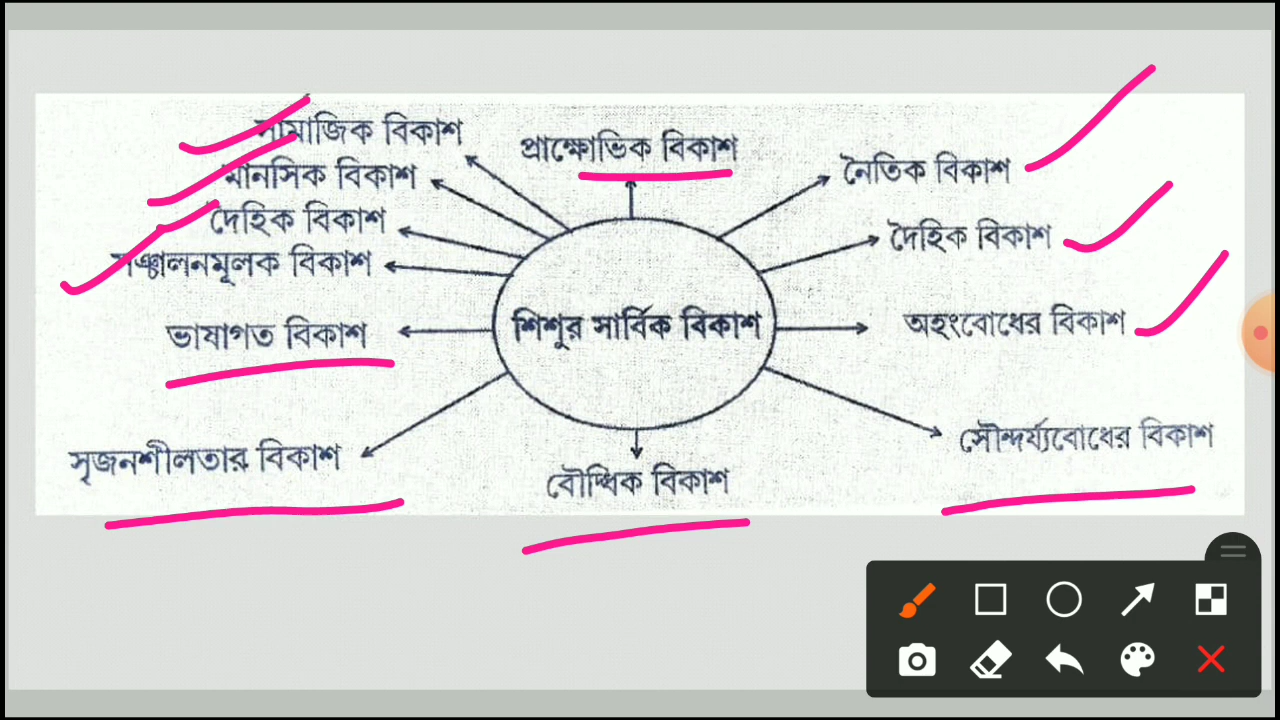 সামাজিক বিকাশ
প্রাক্ষোভিক বিকাশ
নৈতিক বিকাশ
মানসিক বিকাশ
দৈহিক বিকাশ
দৈহিক বিকাশ
সঞ্চালনমূলক বিকাশ
ভাষাগত বিকাশ
শিশুর সার্বিক বিকাশ
অহংবোধের বিকাশ
সৃজনশীলতার বিকাশ
বৌদ্ধিক বিকাশ
সৌন্দর্য্যবোধের বিকাশ